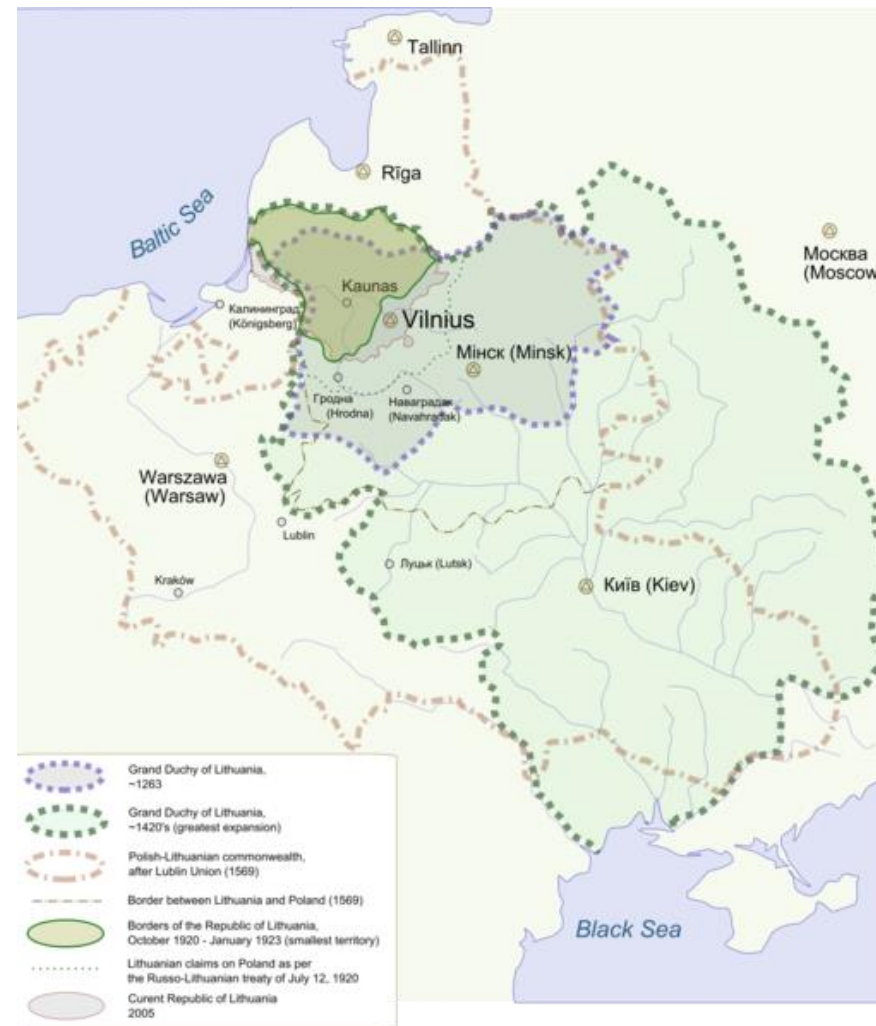 Tallinn
Rīga
Baltic Sea
Москва
(Moscow
Kaunas
Калининград
(Königsberg)
Vilnius
Мінск (Minsk)
Гродна
(Hrodna)
Наваградак
(Navahradak)
Warszawa
(Warsaw)
Lublin
Луцьк (Lutsk)
Kraków
Київ (Kiev)
Black Sea
Grand Duchy of Lithuania,
~1263
Grand Duchy of Lithuania,
~1420's (greatest expansion)
Polish-Lithuanian commonwealth,
after Lublin Union (1569)
Border between Lithuania and Poland (1569)
Borders of the Republic of Lithuania,
October 1920 - January 1923 (smallest territory)
Lithuanian claims on Poland as per
the Russo-Lithuanian treaty of July 12, 1920
Curent Republic of Lithuania
2005